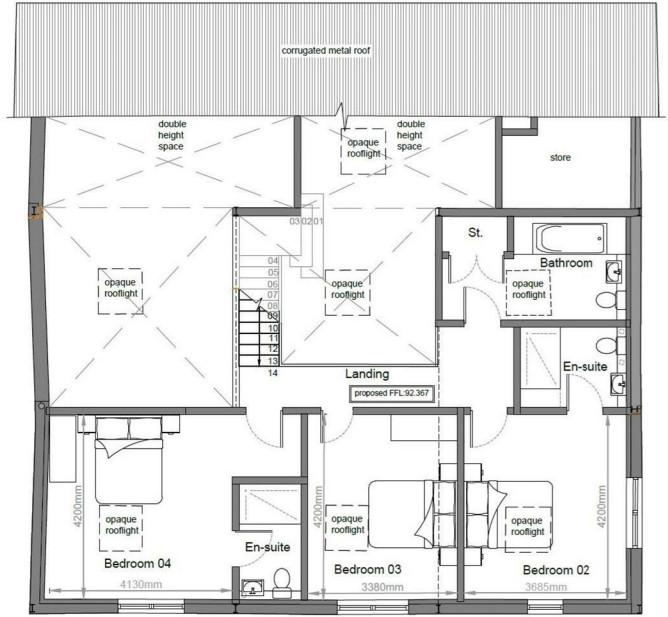 corrugated metal roof
double
height
space
double
height
space
opaque
rooflight
store
03 02 01
St.
04
05
06
07
08
09
10
11
12
13
14
Bathroom
opaque
rooflight
opaque
rooflight
opaque
rooflight
En-suite
Landing
proposed FFL:92.367
4200mm
opaque
rooflight
Bedroom 04
4130mm
En-suite
4200mm
opaque
rooflight
Bedroom 03
3380mm
opaque
rooflight
4200mm
Bedroom 02
3685mm